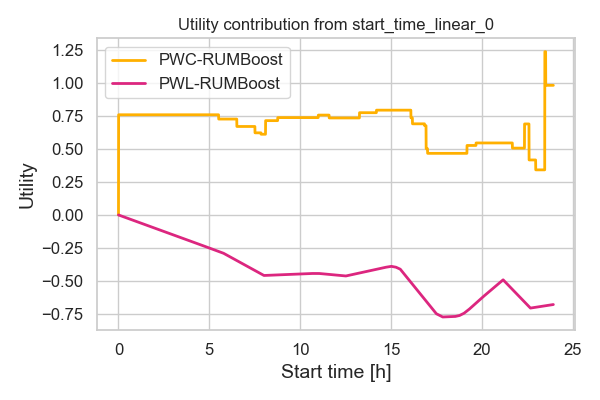 Utility contribution from start_time_linear_0
PWC-RUMBoost
PWL-RUMBoost
Utility
1.25
1.00
0.75
0.50
0.25
0.00
−0.25
−0.50
−0.75
0 5 10 15 20 25
Start time [h]